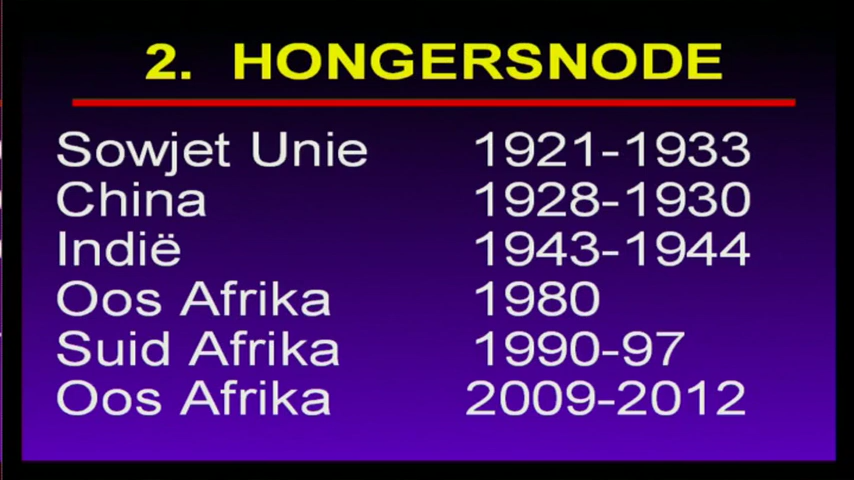 2. HONGERSNODE
Sowjet Unie 1921-1933
China 1928-1930
Indië 1943-1944
Oos Afrika 1980
Suid Afrika 1990-97
Oos Afrika 2009-2012